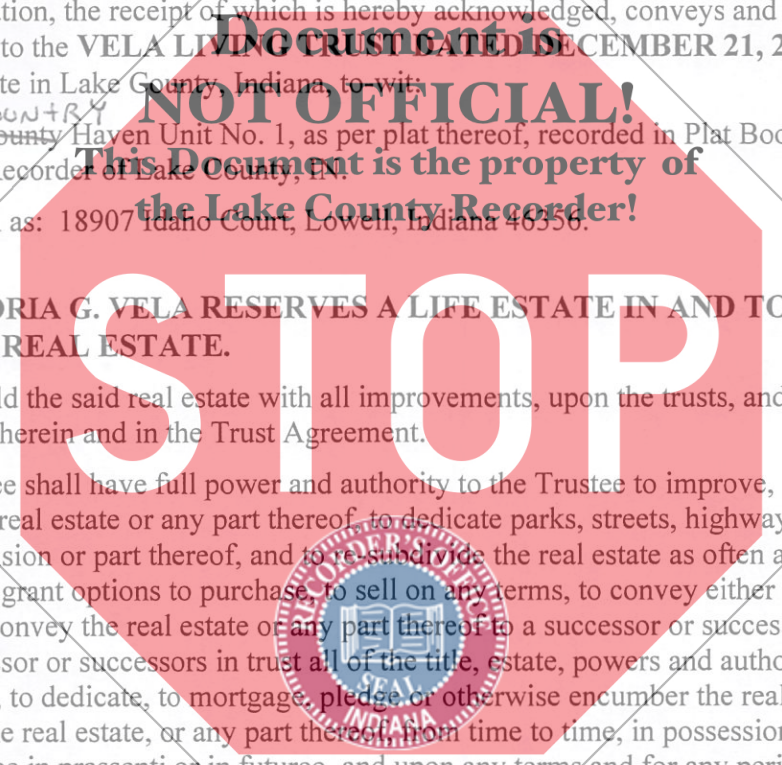 ation, the receipt of which is hereby acknowledged, conveys and
Document is
to the VELA LIVING TRUST DATED DECEMBER 21, 2
te in Lake County, Indiana, to-wit:
COUNTRY
NOT OFFICIAL!
ounty Haven Unit No. 1, as per plat thereof, recorded in Plat Boo
This Document is the property of
ecorder of Lake County, IN.
the Lake County Recorder!
as: 18907 Idaho Court, Lowell, Indiana 46356.
STOP
ORIA G. VELA RESERVES A LIFE ESTATE IN AND TO
REAL ESTATE.
ld the said real estate with all improvements, upon the trusts, and
herein and in the Trust Agreement.
ee shall have full power and authority to the Trustee to improve,
real estate or any part thereof, to dedicate parks, streets, highway
sion or part thereof, and to re-subdivide the real estate as often a
grant options to purchase, to sell on any terms, to convey either
onvey the real estate or any part thereof to a successor or succes
sor or successors in trust all of the title, estate, powers and autho
, to dedicate, to mortgage, pledge or otherwise encumber the real
e real estate, or any part thereof, from time to time, in possession
RECORDER'S OFFICE
SEAL
INDIANA